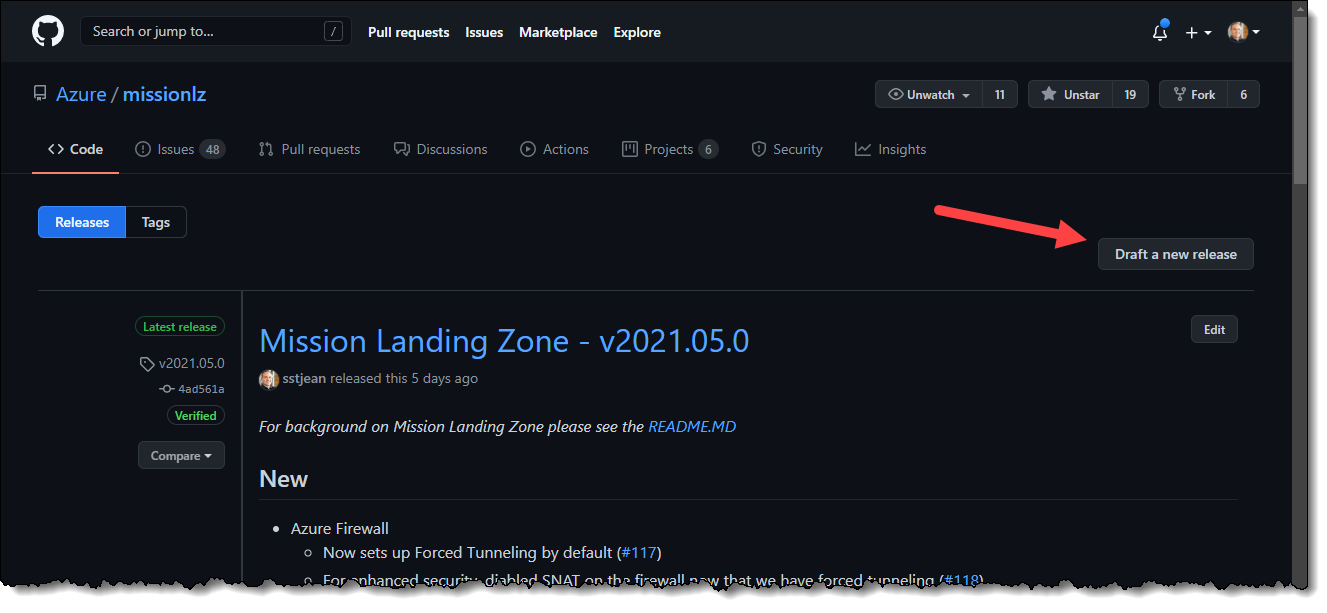 Search or jump to... /
Pull requests Issues Marketplace Explore
Azure / missionlz
Unwatch 11 Unstar 19 Fork 6
Code Issues 48 Pull requests Discussions Actions Projects 6 Security Insights
Releases Tags
Draft a new release
Latest release
v2021.05.0
4ad561a
Verified
Compare
Mission Landing Zone - v2021.05.0
Edit
sstjean released this 5 days ago
For background on Mission Landing Zone please see the README.MD
New
Azure Firewall
Now sets up Forced Tunneling by default (#117)
For enhanced security, diabled SNAT on the firewall now that we have forced tunneling (#118)